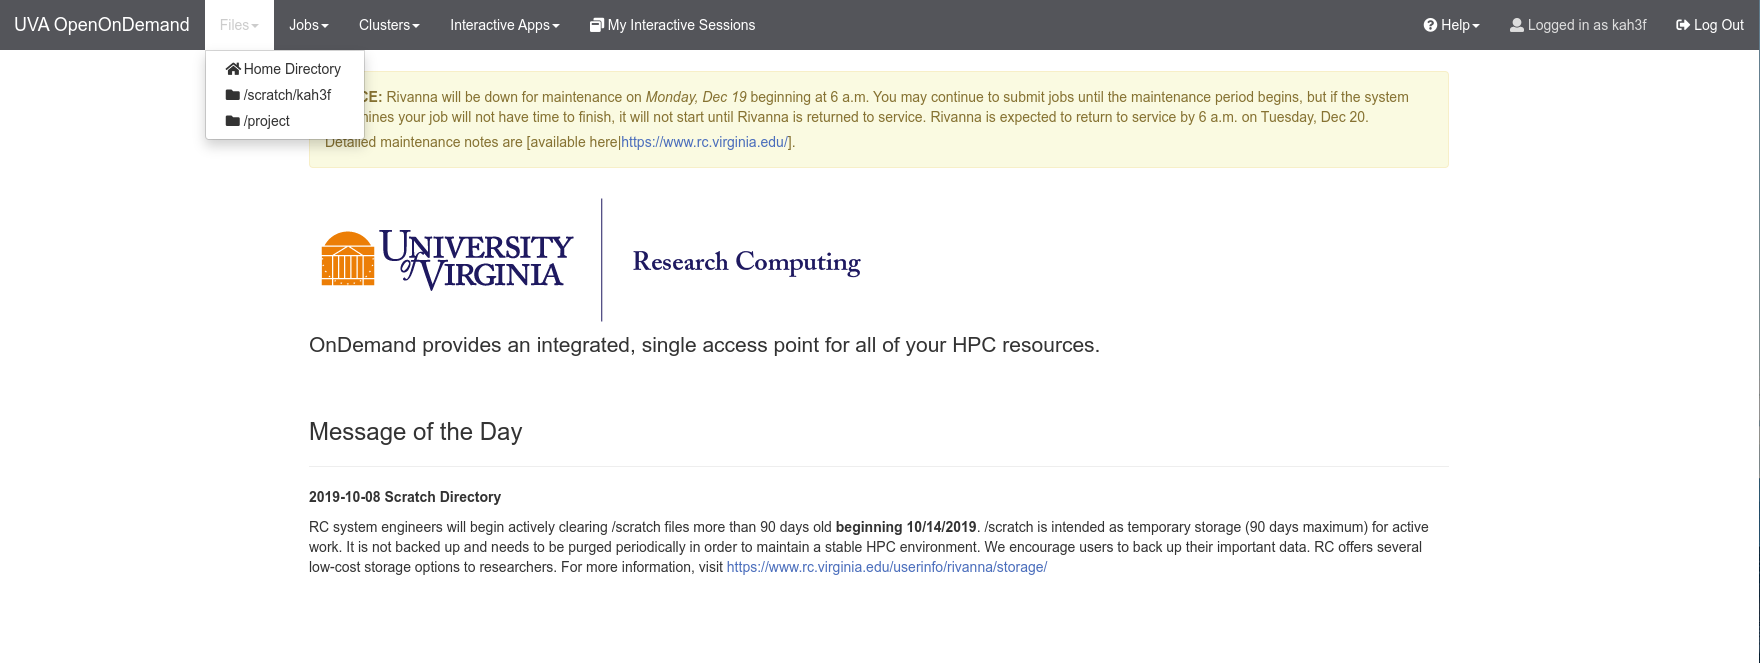 UVA OpenOnDemand Files Jobs Clusters Interactive Apps My Interactive Sessions Help Logged in as kah3f Log Out
Home Directory
/scratch/kah3f
/project
CE: Rivanna will be down for maintenance on Monday, Dec 19 beginning at 6 a.m. You may continue to submit jobs until the maintenance period begins, but if the system
your job will not have time to finish, it will not start until Rivanna is returned to service. Rivanna is expected to return to service by 6 a.m. on Tuesday, Dec 20.
Detailed maintenance notes are [available here|https://www.rc.virginia.edu/].
UNIVERSITY
of VIRGINIA
Research Computing
OnDemand provides an integrated, single access point for all of your HPC resources.
Message of the Day
2019-10-08 Scratch Directory
RC system engineers will begin actively clearing /scratch files more than 90 days old beginning 10/14/2019. /scratch is intended as temporary storage (90 days maximum) for active
work. It is not backed up and needs to be purged periodically in order to maintain a stable HPC environment. We encourage users to back up their important data. RC offers several
low-cost storage options to researchers. For more information, visit https://www.rc.virginia.edu/userinfo/rivanna/storage/